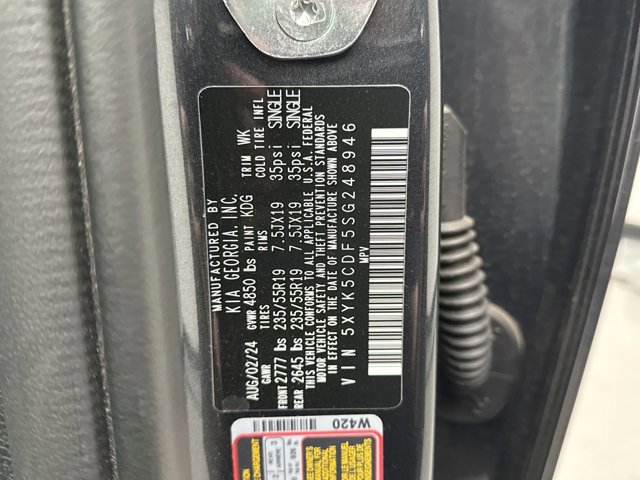 MANUFACTURED BY
KIA GEORGIA, INC.
AUG/02/24 GVWR 4850 lbs PAINT KDG TRIM WK
GAWR TIRES RIMS COLD TIRE INFL
FRONT 2777 lbs 235/55R19 7.5JX19 35psi SINGLE
REAR 2645 lbs 235/55R19 7.5JX19 35psi SINGLE
THIS VEHICLE CONFORMS TO ALL APPLICABLE U.S.A. FEDERAL
MOTOR VEHICLE SAFETY AND THEFT PREVENTION STANDARDS
IN EFFECT ON THE DATE OF MANUFACTURE SHOWN ABOVE
VIN 5XYK5CDF5SG248946
MPV
W420